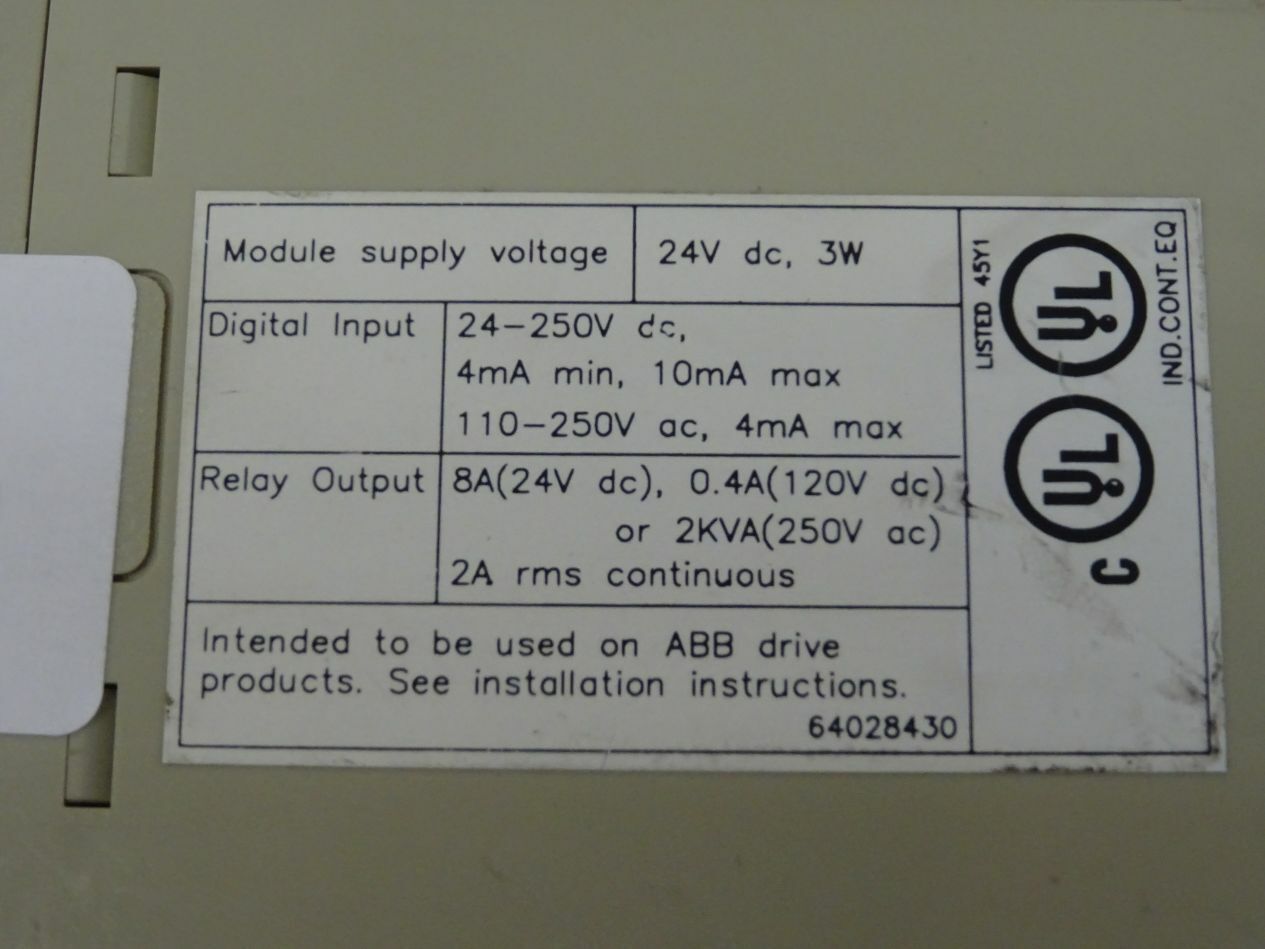 Module supply voltage 24V dc, 3W
Digital Input 24-250V dc,
4mA min, 10mA max
110-250V ac, 4mA max
Relay Output 8A(24V dc), 0.4A(120V dc)
or 2KVA(250V ac)
2A rms continuous
Intended to be used on ABB drive
products. See installation instructions.
64028430
LISTED 45Y1
UL
IND.CONT.EQ
C UL